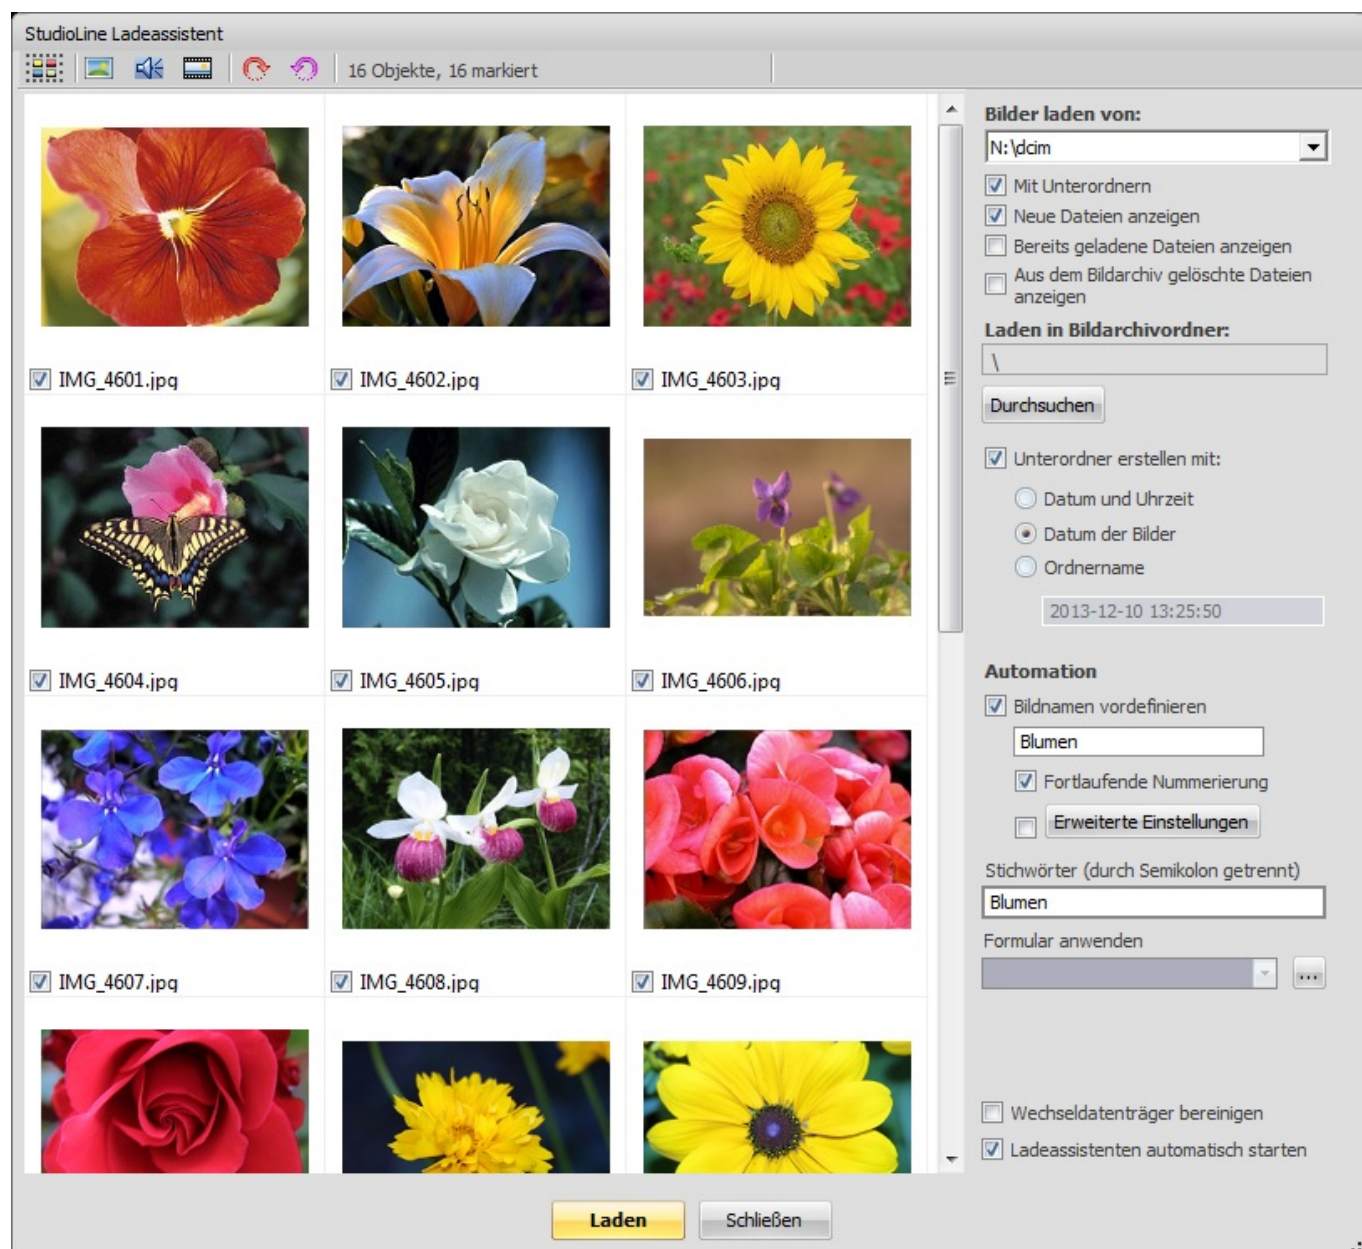 StudioLine Ladeassistent
16 Objekte, 16 markiert
IMG_4601.jpg
IMG_4602.jpg
IMG_4603.jpg
IMG_4604.jpg
IMG_4605.jpg
IMG_4606.jpg
IMG_4607.jpg
IMG_4608.jpg
IMG_4609.jpg
Bilder laden von:
N:\dcim
Mit Unterordnern
Neue Dateien anzeigen
Bereits geladene Dateien anzeigen
Aus dem Bildarchiv gelöschte Dateien
anzeigen
Laden in Bildarchivordner:
\
Durchsuchen
Unterordner erstellen mit:
Datum und Uhrzeit
Datum der Bilder
Ordnername
2013-12-10 13:25:50
Automation
Bildnamen vordefinieren
Blumen
Fortlaufende Nummerierung
Erweiterte Einstellungen
Stichwörter (durch Semikolon getrennt)
Blumen
Formular anwenden
...
Wechseldatenträger bereinigen
Ladeassistenten automatisch starten
Laden
Schließen